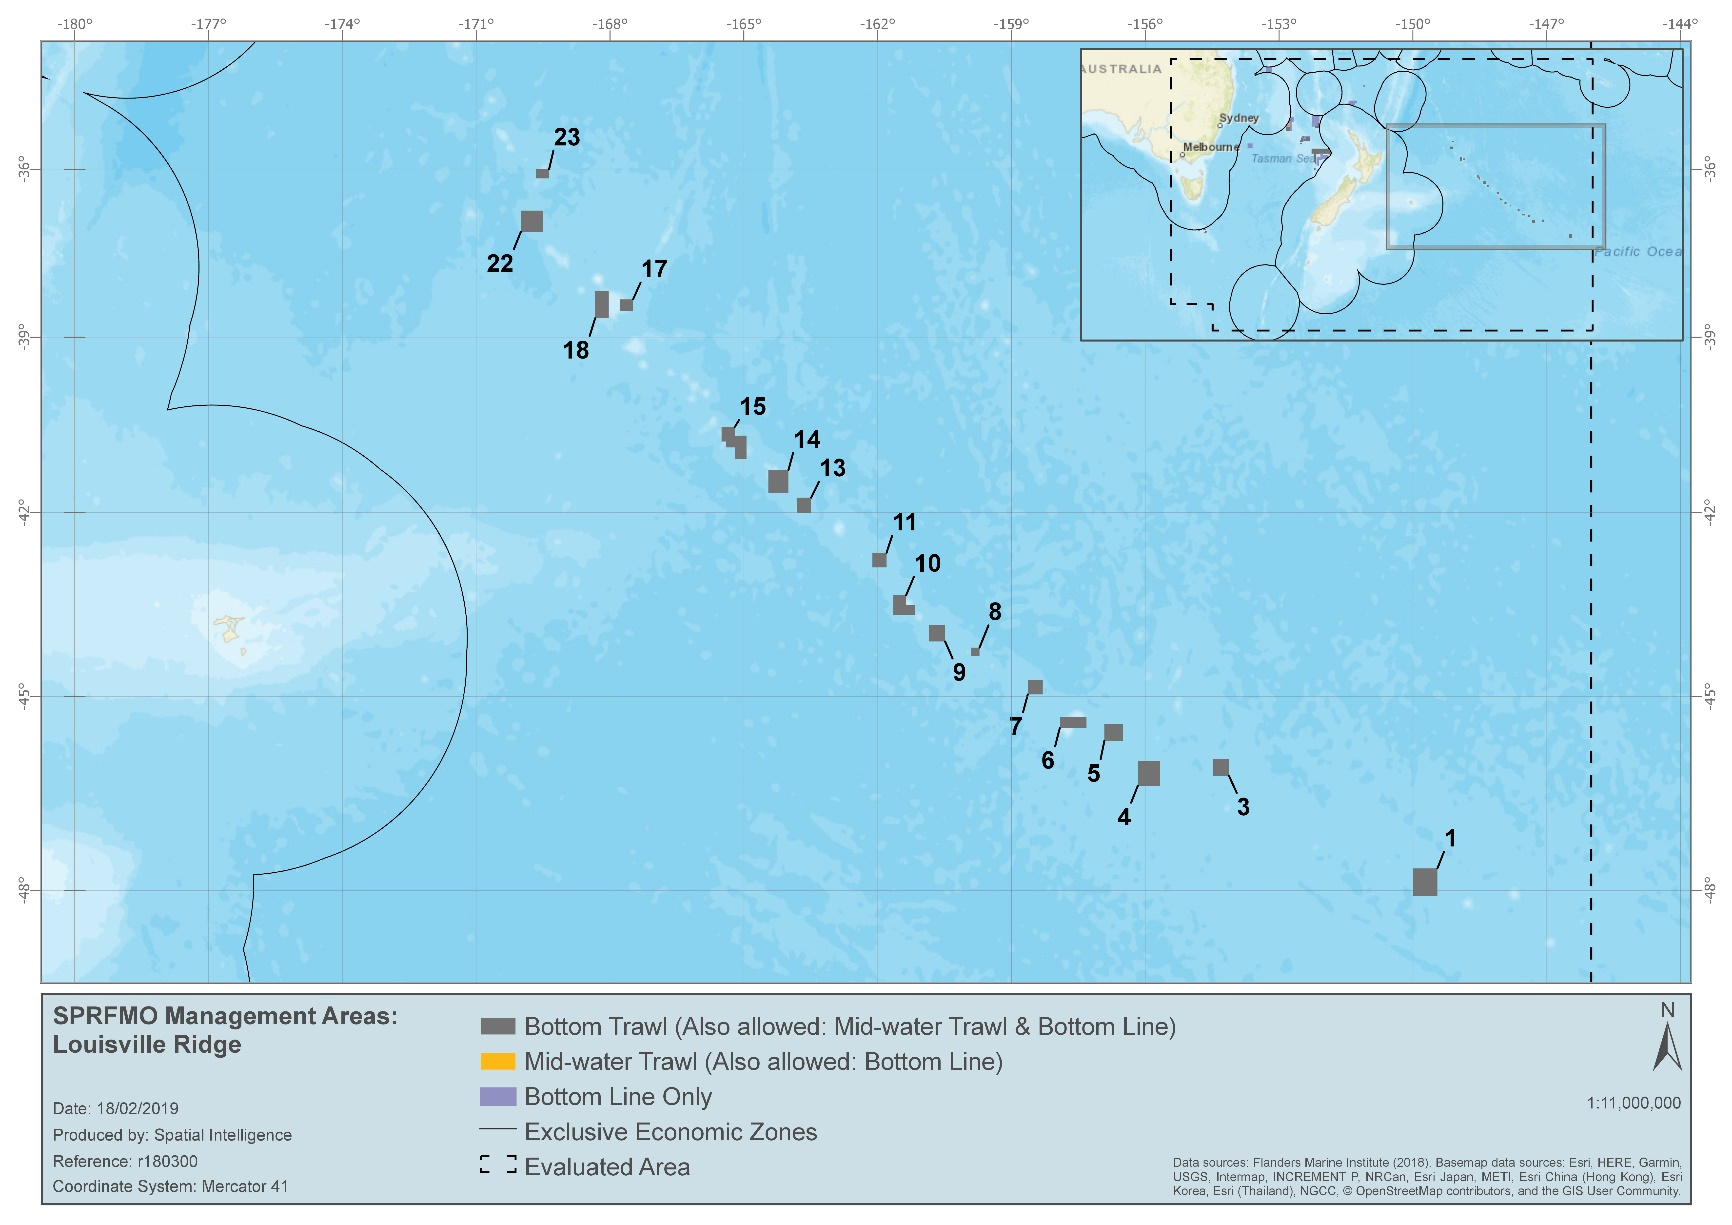 -180° -177° -174° -171° -168° -165° -162° -159° -156° -153° -150° -147° -144°
AUSTRALIA
Sydney
Melbourne
Tasman Sea
Pacific Ocea
23
-36° -36°
22
17
18
-39° -39°
15
14
13
-42° -42°
11
10
8
9
-45° -45°
7
6
5
4
3
1
-48° -48°
SPRFMO Management Areas:
Louisville Ridge
Date: 18/02/2019
Produced by: Spatial Intelligence
Reference: r180300
Coordinate System: Mercator 41
Bottom Trawl (Also allowed: Mid-water Trawl & Bottom Line)
Mid-water Trawl (Also allowed: Bottom Line)
Bottom Line Only
Exclusive Economic Zones
Evaluated Area
N
1:11,000,000
Data sources: Flanders Marine Institute (2018). Basemap data sources: Esri, HERE, Garmin,
USGS, Intermap, INCREMENT P, NRCan, Esri Japan, METI, Esri China (Hong Kong), Esri
Korea, Esri (Thailand), NGCC, © OpenStreetMap contributors, and the GIS User Community.